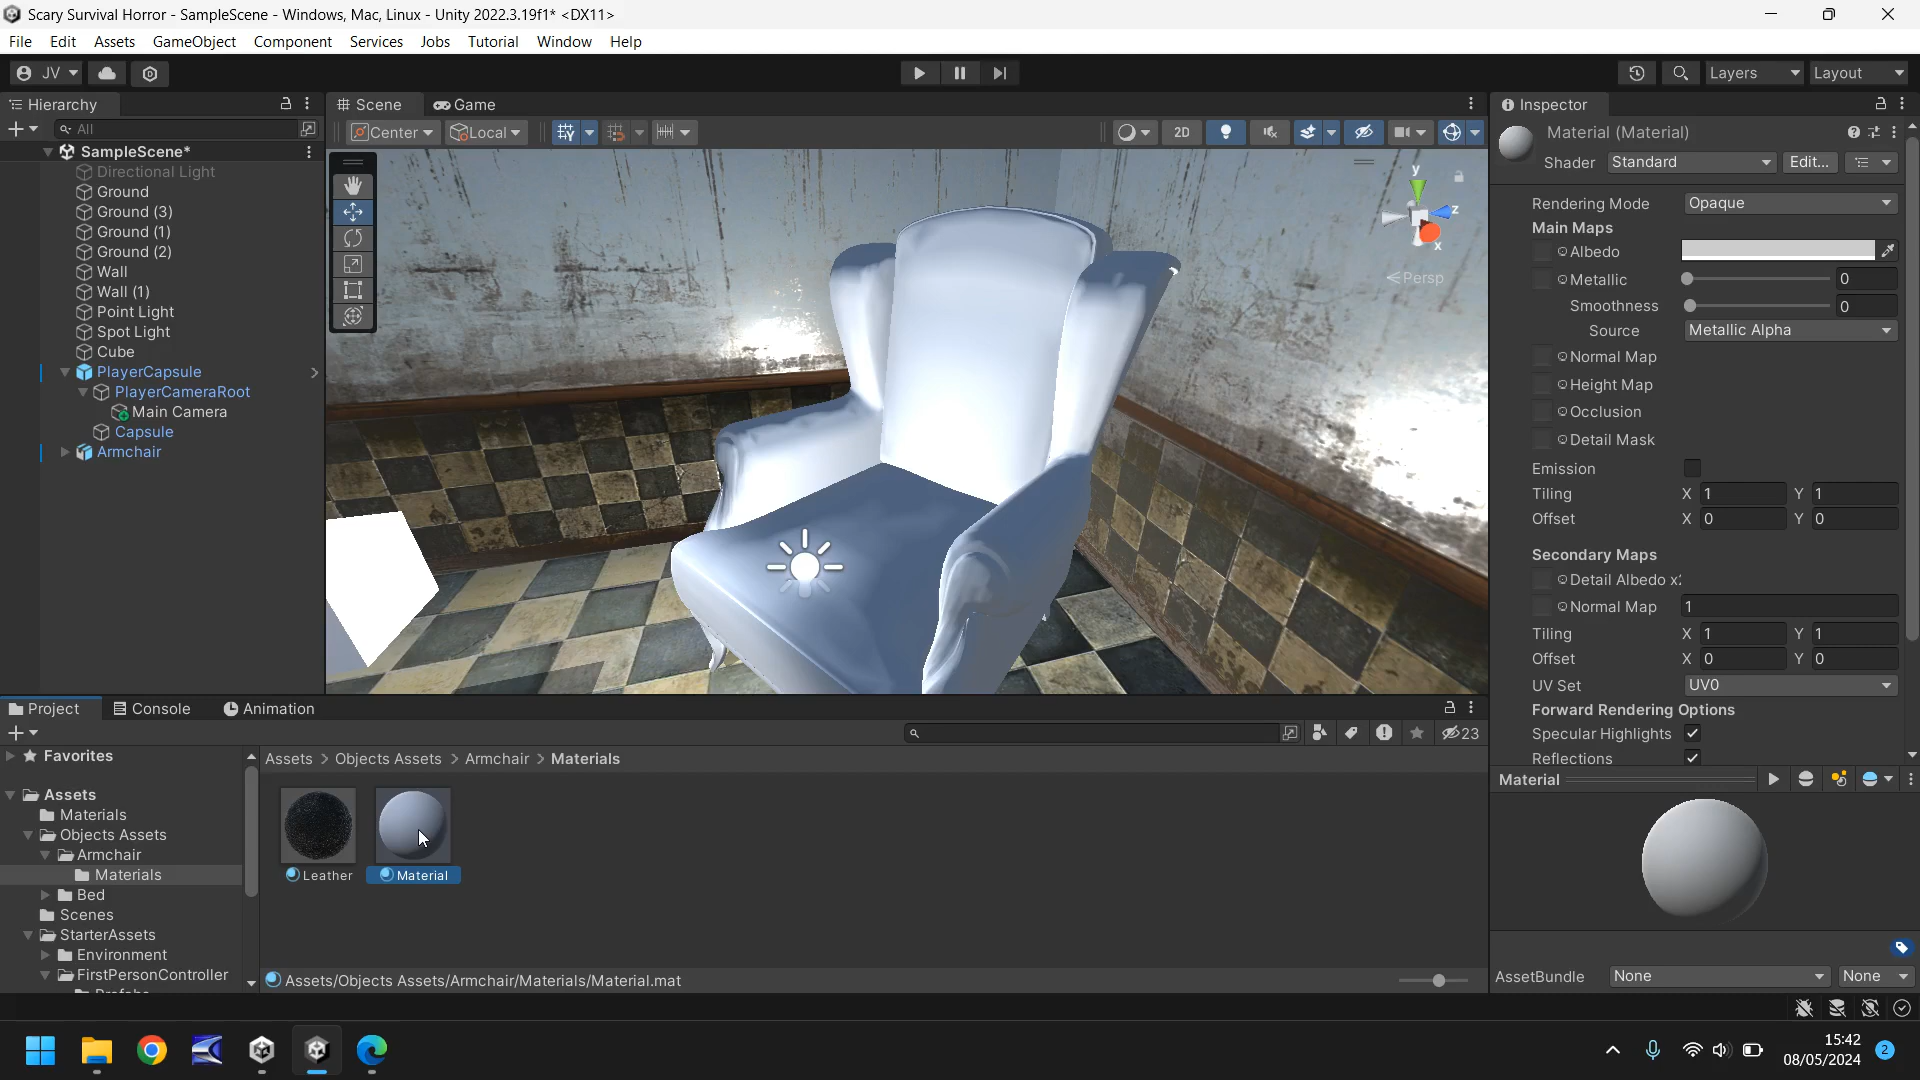 Scary Survival Horror - SampleScene - Windows, Mac, Linux - Unity 2022.3.19f1* <DX11>
File Edit Assets GameObject Component Services Jobs Tutorial Window Help
JV
Layers
Layout
Hierarchy
All
SampleScene*
Directional Light
Ground
Ground (3)
Ground (1)
Ground (2)
Wall
Wall (1)
Point Light
Spot Light
Cube
PlayerCapsule
PlayerCameraRoot
Main Camera
Capsule
Armchair
Scene
Game
Center
Local
2D
y
z
x
Persp
Inspector
Material (Material)
Shader Standard Edit...
Rendering Mode Opaque
Main Maps
Albedo
Metallic 0
Smoothness 0
Source Metallic Alpha
Normal Map
Height Map
Occlusion
Detail Mask
Emission
Tiling X 1 Y 1
Offset X 0 Y 0
Secondary Maps
Detail Albedo x
Normal Map 1
Tiling X 1 Y 1
Offset X 0 Y 0
UV Set UV0
Forward Rendering Options
Specular Highlights
Reflections
Material
AssetBundle None None
Project
Console
Animation
23
Favorites
Assets
Materials
Objects Assets
Armchair
Materials
Bed
Scenes
StarterAssets
Environment
FirstPersonController
Assets > Objects Assets > Armchair > Materials
Leather
Material
Assets/Objects Assets/Armchair/Materials/Material.mat
15:42
08/05/2024
2